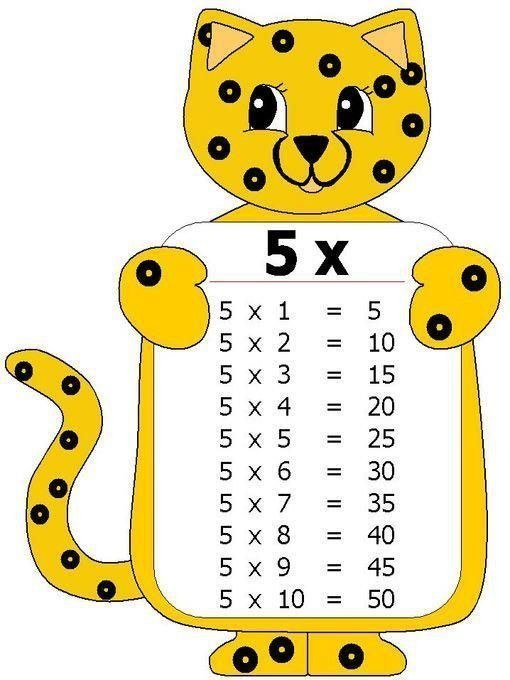 5 x
5 x 1 = 5
5 x 2 = 10
5 x 3 = 15
5 x 4 = 20
5 x 5 = 25
5 x 6 = 30
5 x 7 = 35
5 x 8 = 40
5 x 9 = 45
5 x 10 = 50